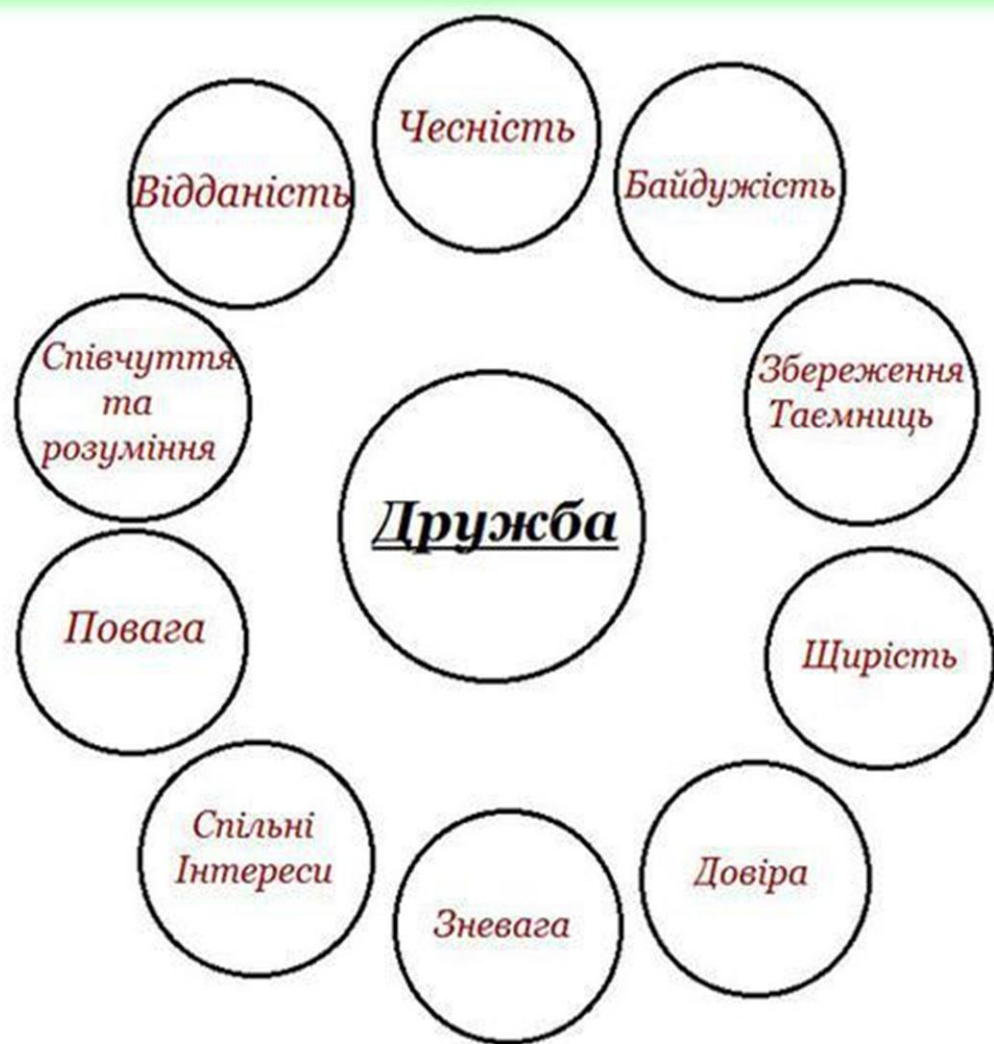 Чесність
Відданість
Байдужість
Співчуття
та
розуміння
Збереження
Таємниць
Дружба
Повага
Щирість
Спільні
Інтереси
Довіра
Зневага